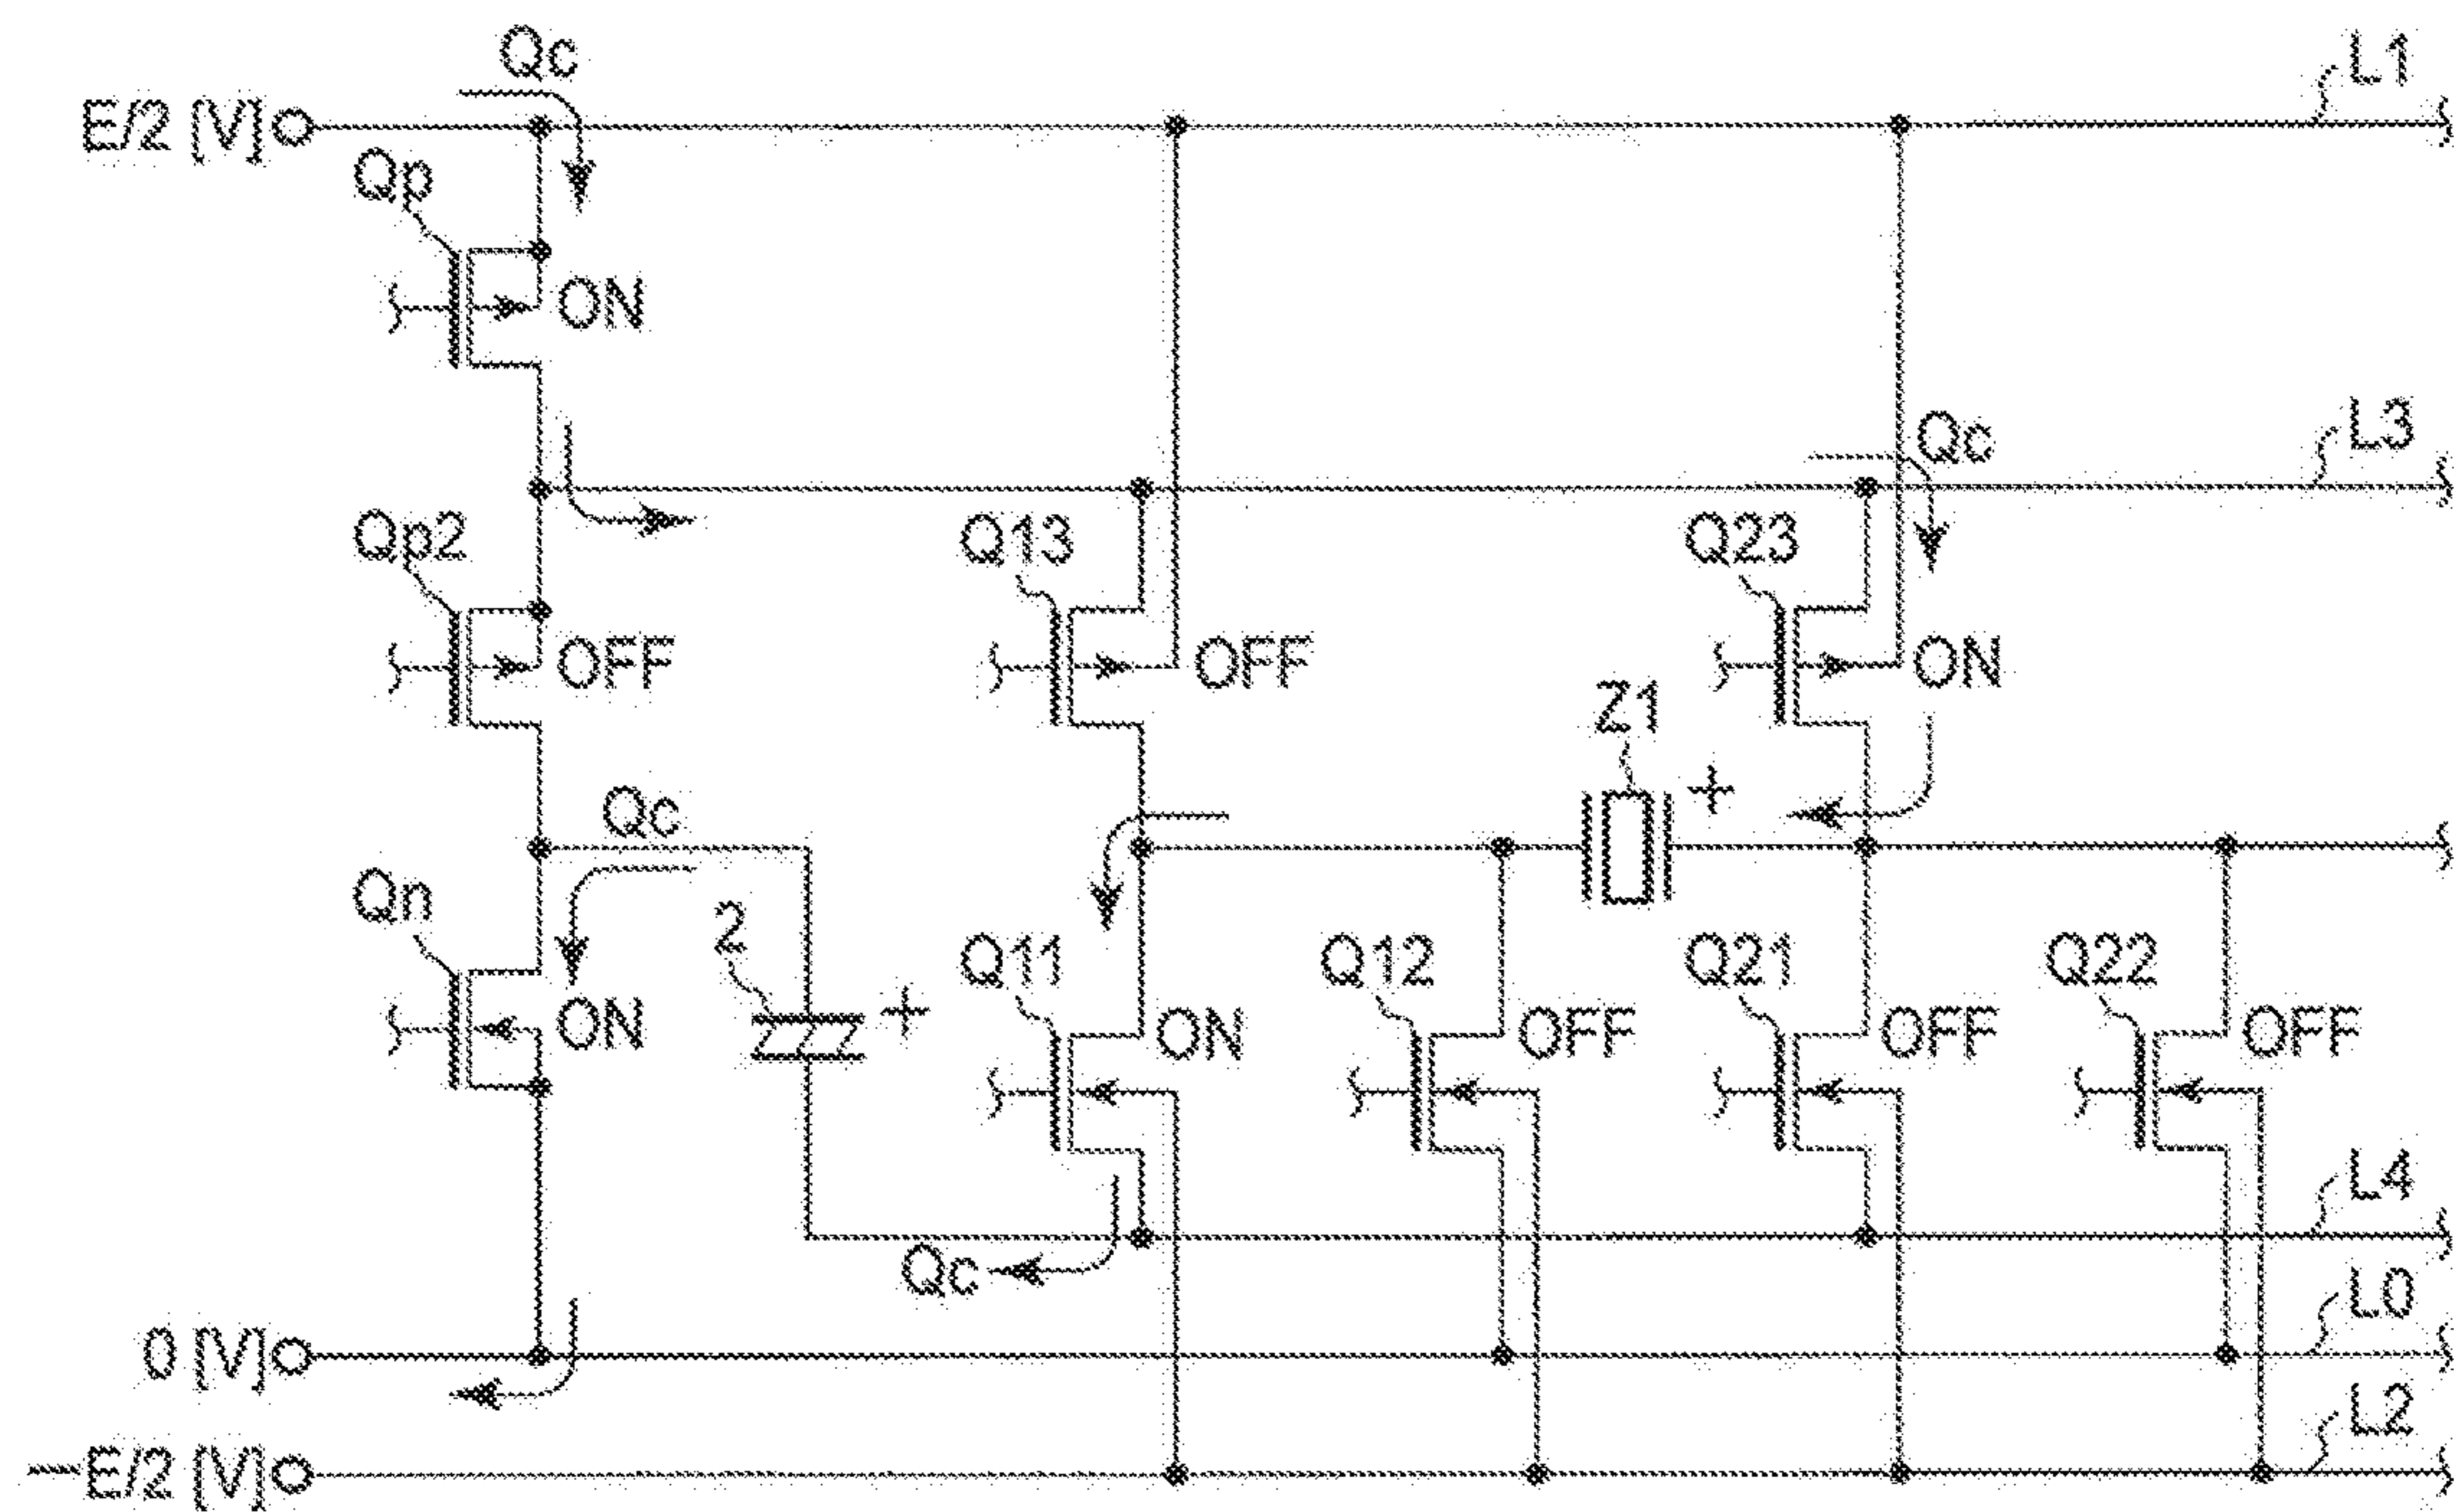 Qc
L1
E/2 [V]
Qp
ON
L3
Qc
Qp2
Q13
Q23
OFF
OFF
ON
Z1
+
Qc
Qn
2
+
Q11
Q12
Q21
Q22
ON
ON
OFF
OFF
OFF
L4
Qc
L0
0 [V]
L2
—E/2 [V]